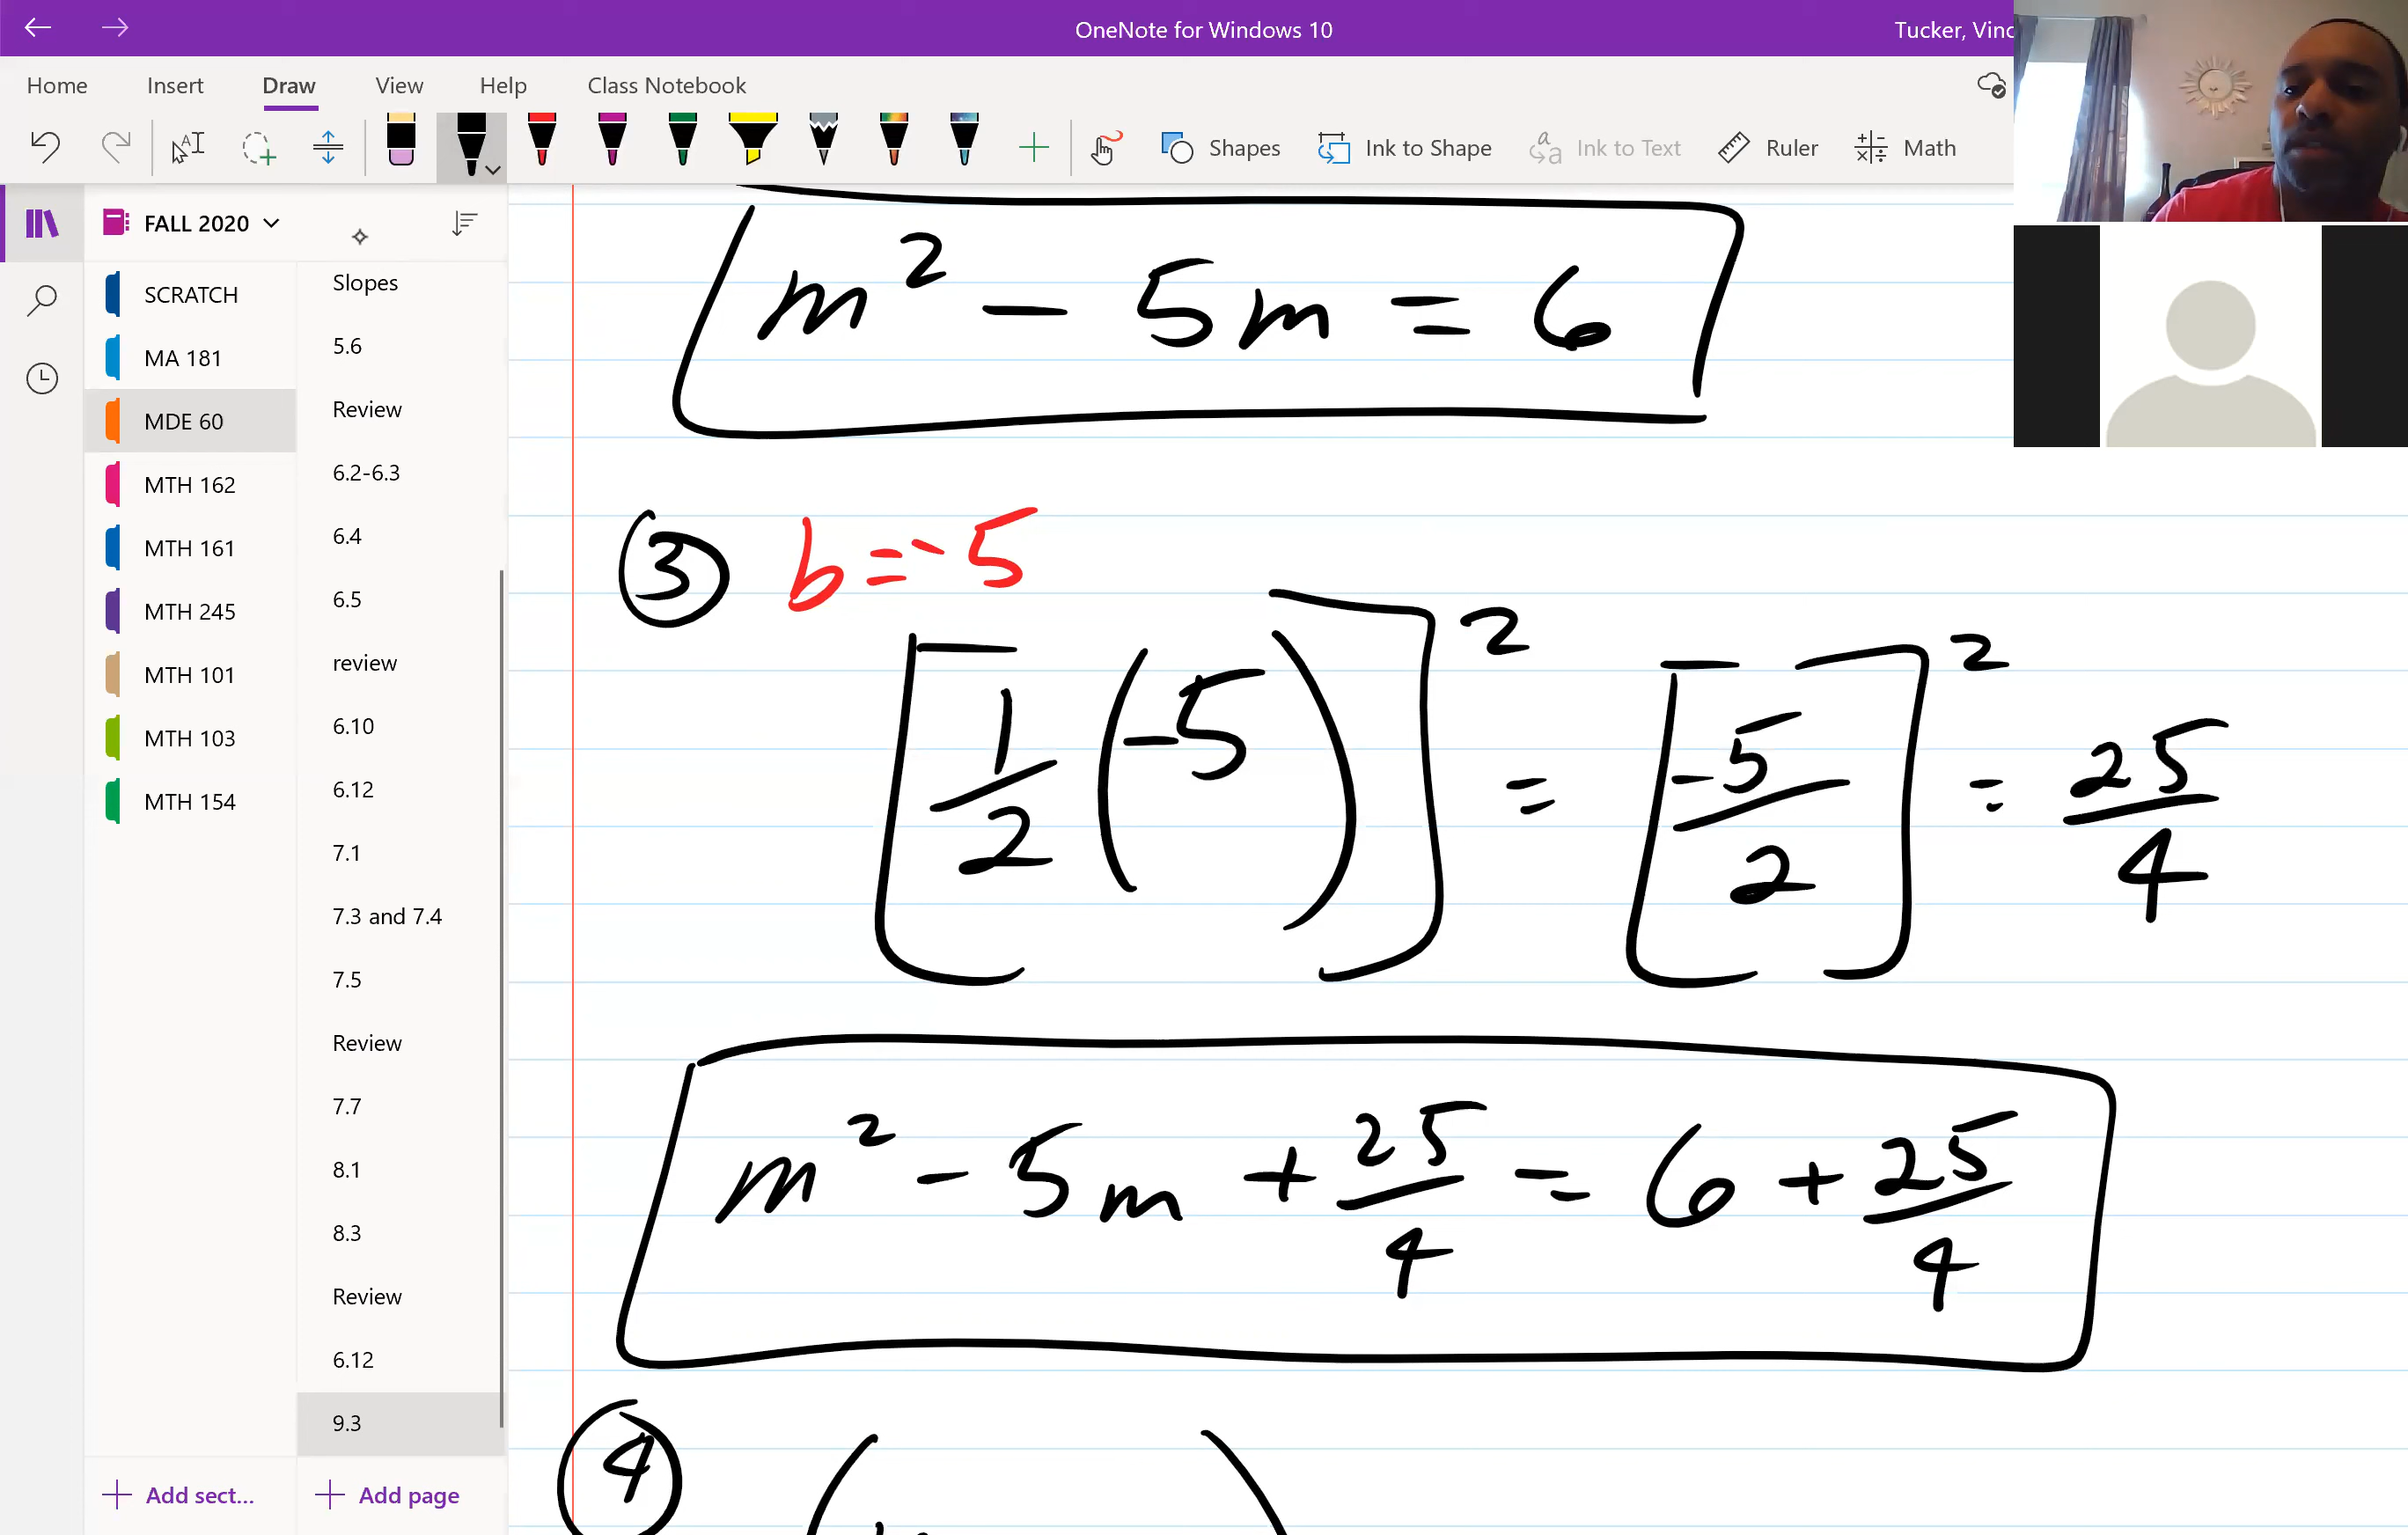 OneNote for Windows 10
Tucker, Vinc
Home Insert Draw View Help Class Notebook
Shapes Ink to Shape Ink to Text Ruler Math
FALL 2020
SCRATCH
MA 181
MDE 60
MTH 162
MTH 161
MTH 245
MTH 101
MTH 103
MTH 154
Add sect...
Slopes
5.6
Review
6.2-6.3
6.4
6.5
review
6.10
6.12
7.1
7.3 and 7.4
7.5
Review
7.7
8.1
8.3
Review
6.12
9.3
Add page
m² - 5m = 6
③ b = -5
[1/2 (-5)]² = [-5/2]² = 25/4
m² - 5m + 25/4 = 6 + 25/4
④ (   )